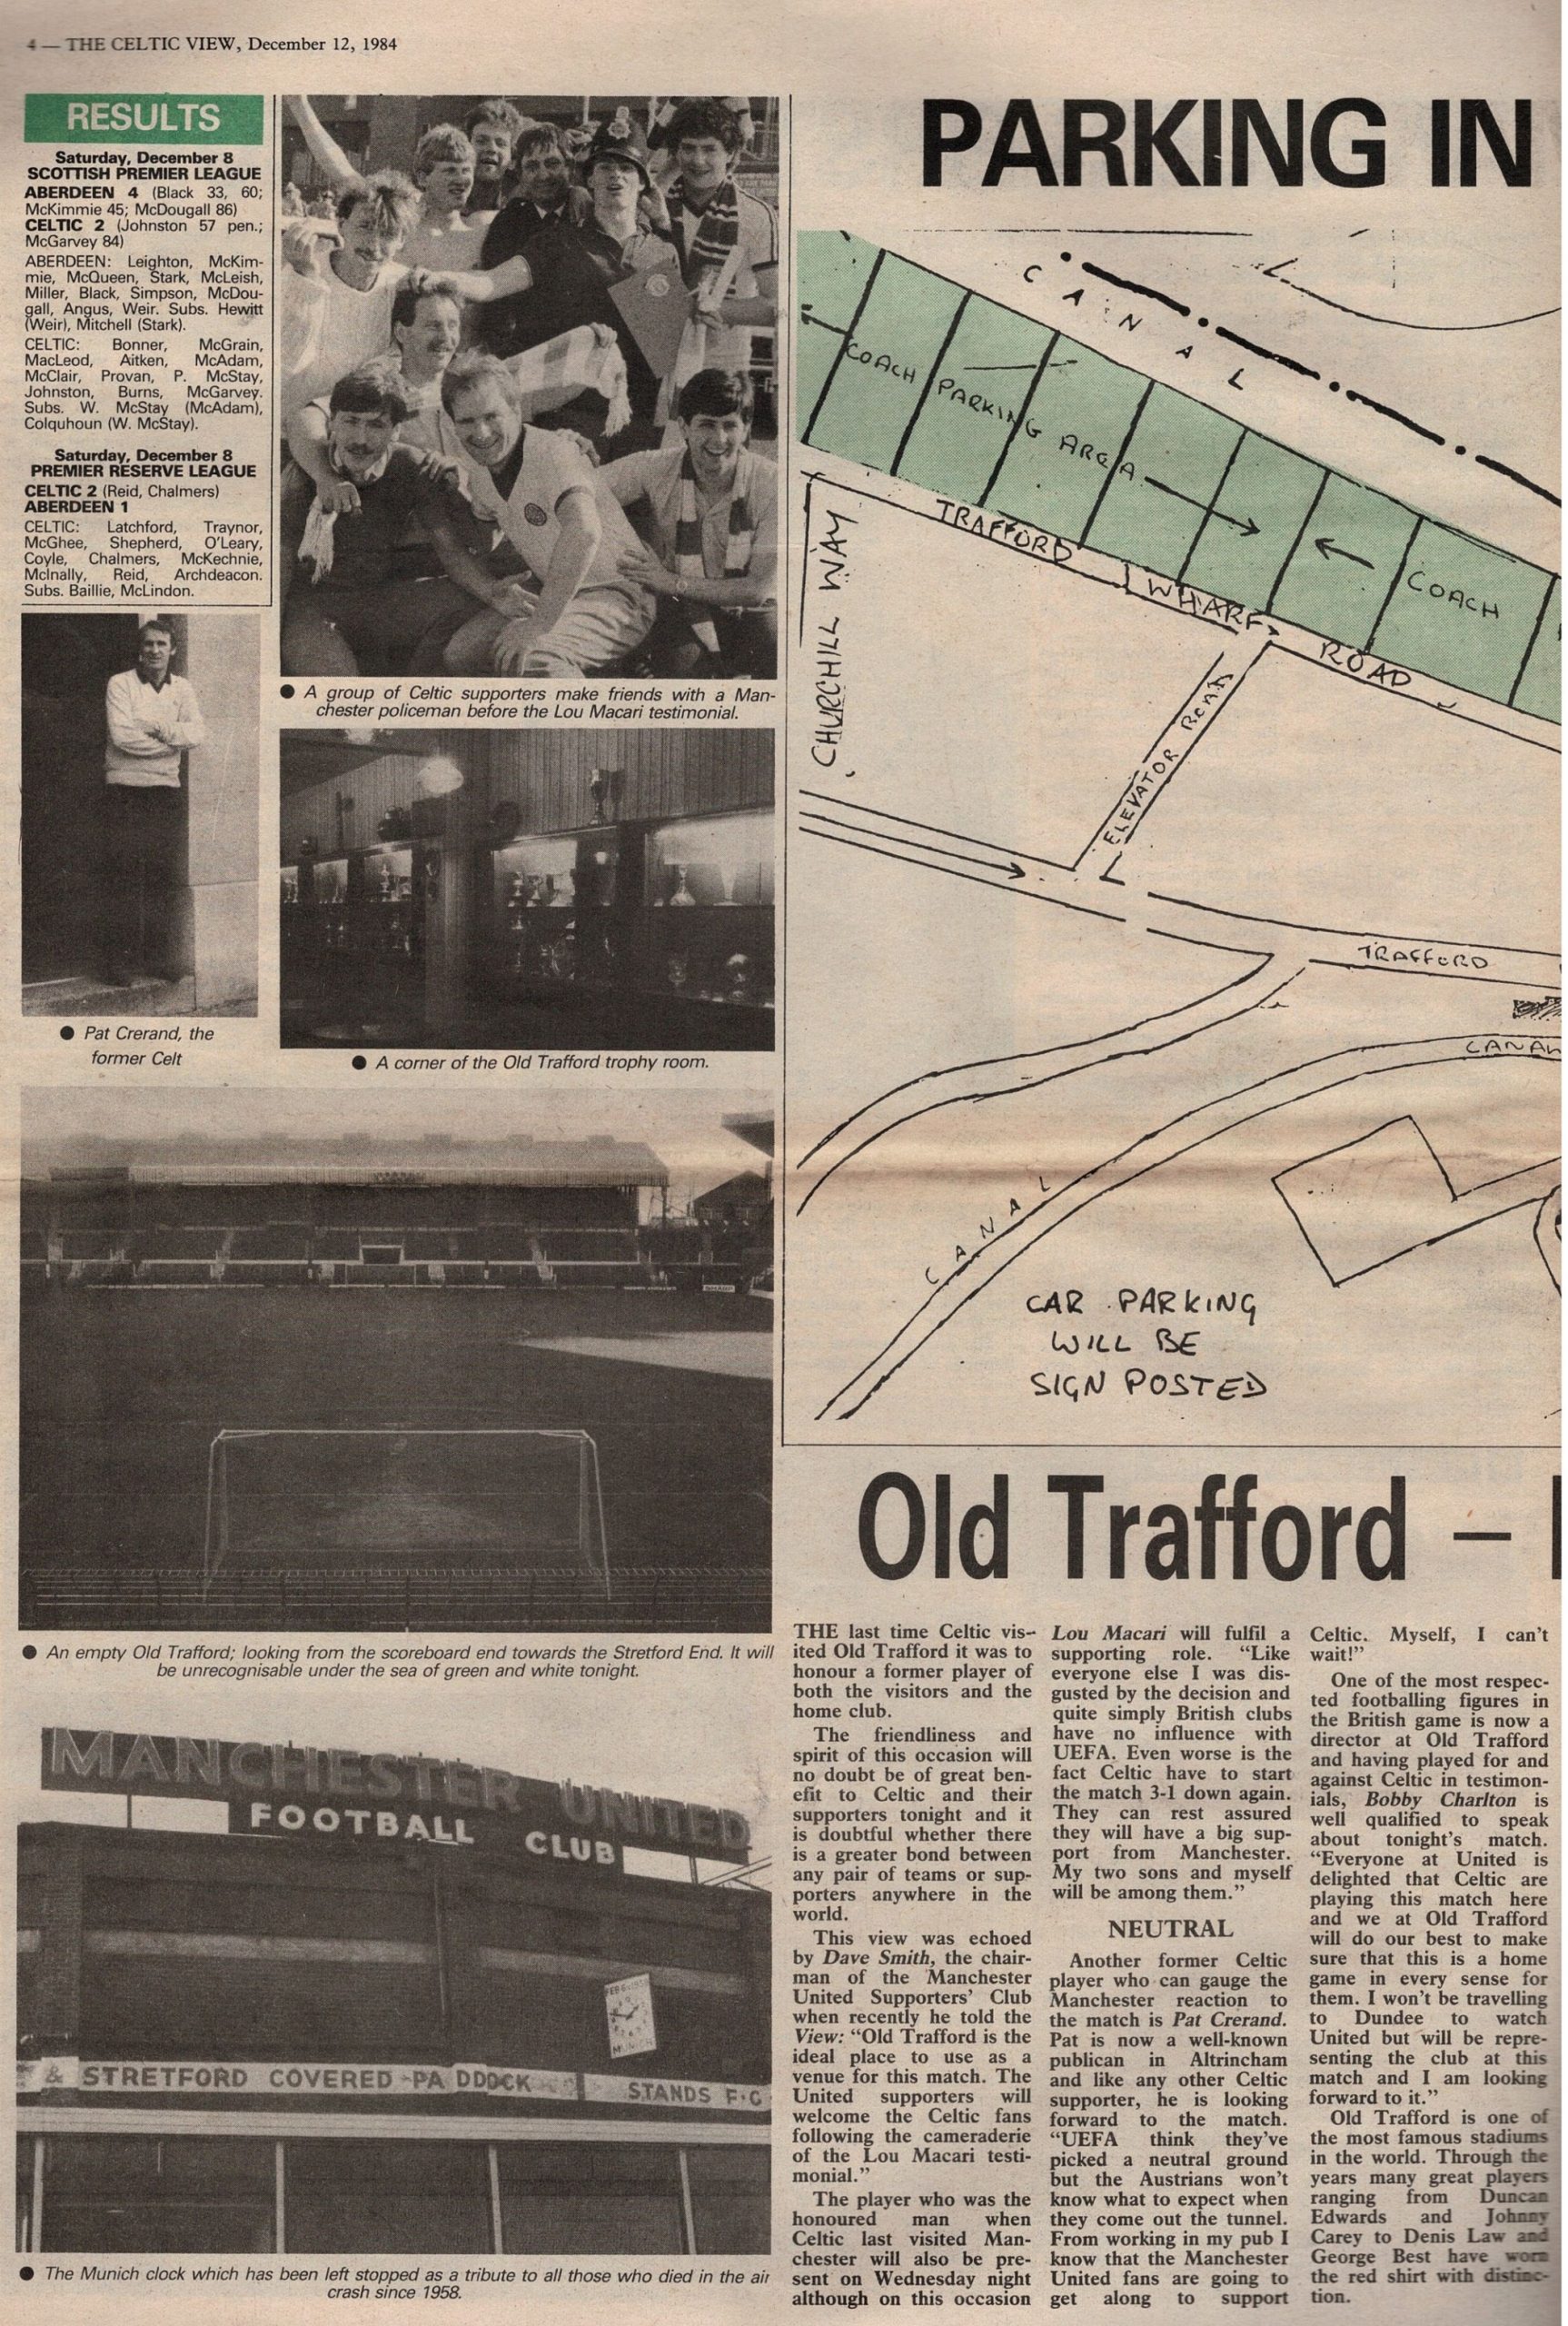 4 — THE CELTIC VIEW, December 12, 1984
RESULTS
Saturday, December 8
SCOTTISH PREMIER LEAGUE
ABERDEEN 4 (Black 33, 60;
McKimmie 45; McDougall 86)
CELTIC 2 (Johnston 57 pen.;
McGarvey 84)
ABERDEEN: Leighton, McKim-
mie, McQueen, Stark, McLeish,
Miller, Black, Simpson, McDou-
gall, Angus, Weir. Subs. Hewitt
(Weir), Mitchell (Stark).
CELTIC: Bonner, McGrain,
MacLeod, Aitken, McAdam,
McClair, Provan, P. McStay,
Johnston, Burns, McGarvey.
Subs. W. McStay (McAdam),
Colquhoun (W. McStay).
Saturday, December 8
PREMIER RESERVE LEAGUE
CELTIC 2 (Reid, Chalmers)
ABERDEEN 1
CELTIC: Latchford, Traynor,
McGhee, Shepherd, O'Leary,
Coyle, Chalmers, McKechnie,
McInally, Reid, Archdeacon.
Subs. Baillie, McLindon.
● A group of Celtic supporters make friends with a Man-
chester policeman before the Lou Macari testimonial.
● Pat Crerand, the
former Celt
● A corner of the Old Trafford trophy room.
● An empty Old Trafford; looking from the scoreboard end towards the Stretford End. It will
be unrecognisable under the sea of green and white tonight.
MANCHESTER UNITED
FOOTBALL CLUB
& STRETFORD COVERED PADDOCK
STANDS F·G
● The Munich clock which has been left stopped as a tribute to all those who died in the air
crash since 1958.
PARKING IN
CANAL
COACH PARKING AREA
COACH
TRAFFORD WHARF ROAD
CHURCHILL WAY
ELEVATOR ROAD
TRAFFORD
CANAL
CANAL
CAR PARKING
WILL BE
SIGN POSTED
Old Trafford –
THE last time Celtic vis-
ited Old Trafford it was to
honour a former player of
both the visitors and the
home club.
The friendliness and
spirit of this occasion will
no doubt be of great ben-
efit to Celtic and their
supporters tonight and it
is doubtful whether there
is a greater bond between
any pair of teams or sup-
porters anywhere in the
world.
This view was echoed
by Dave Smith, the chair-
man of the Manchester
United Supporters' Club
when recently he told the
View: “Old Trafford is the
ideal place to use as a
venue for this match. The
United supporters will
welcome the Celtic fans
following the cameraderie
of the Lou Macari testi-
monial.”
The player who was the
honoured man when
Celtic last visited Man-
chester will also be pre-
sent on Wednesday night
although on this occasion
Lou Macari will fulfil a
supporting role. “Like
everyone else I was dis-
gusted by the decision and
quite simply British clubs
have no influence with
UEFA. Even worse is the
fact Celtic have to start
the match 3-1 down again.
They can rest assured
they will have a big sup-
port from Manchester.
My two sons and myself
will be among them.”
NEUTRAL
Another former Celtic
player who can gauge the
Manchester reaction to
the match is Pat Crerand.
Pat is now a well-known
publican in Altrincham
and like any other Celtic
supporter, he is looking
forward to the match.
“UEFA think they've
picked a neutral ground
but the Austrians won't
know what to expect when
they come out the tunnel.
From working in my pub I
know that the Manchester
United fans are going to
get along to support
Celtic. Myself, I can't
wait!”
One of the most respec-
ted footballing figures in
the British game is now a
director at Old Trafford
and having played for and
against Celtic in testimon-
ials, Bobby Charlton is
well qualified to speak
about tonight's match.
“Everyone at United is
delighted that Celtic are
playing this match here
and we at Old Trafford
will do our best to make
sure that this is a home
game in every sense for
them. I won't be travelling
to Dundee to watch
United but will be repre-
senting the club at this
match and I am looking
forward to it.”
Old Trafford is one of
the most famous stadiums
in the world. Through the
years many great players
ranging from Duncan
Edwards and Johnny
Carey to Denis Law and
George Best have worn
the red shirt with distinc-
tion.